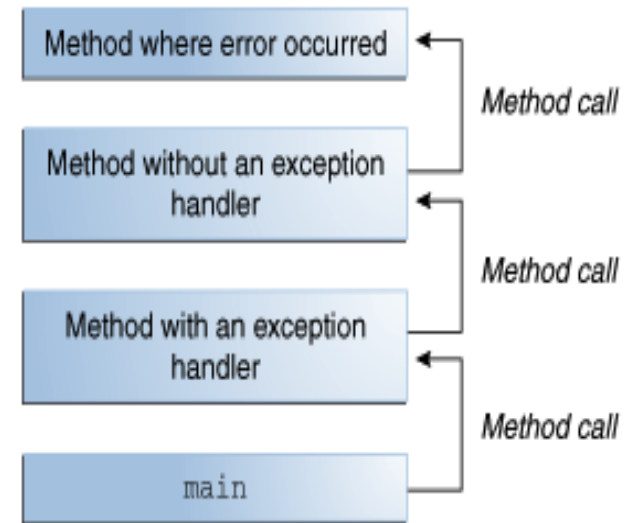 Method where error occurred
Method call
Method without an exception
handler
Method call
Method with an exception
handler
Method call
main